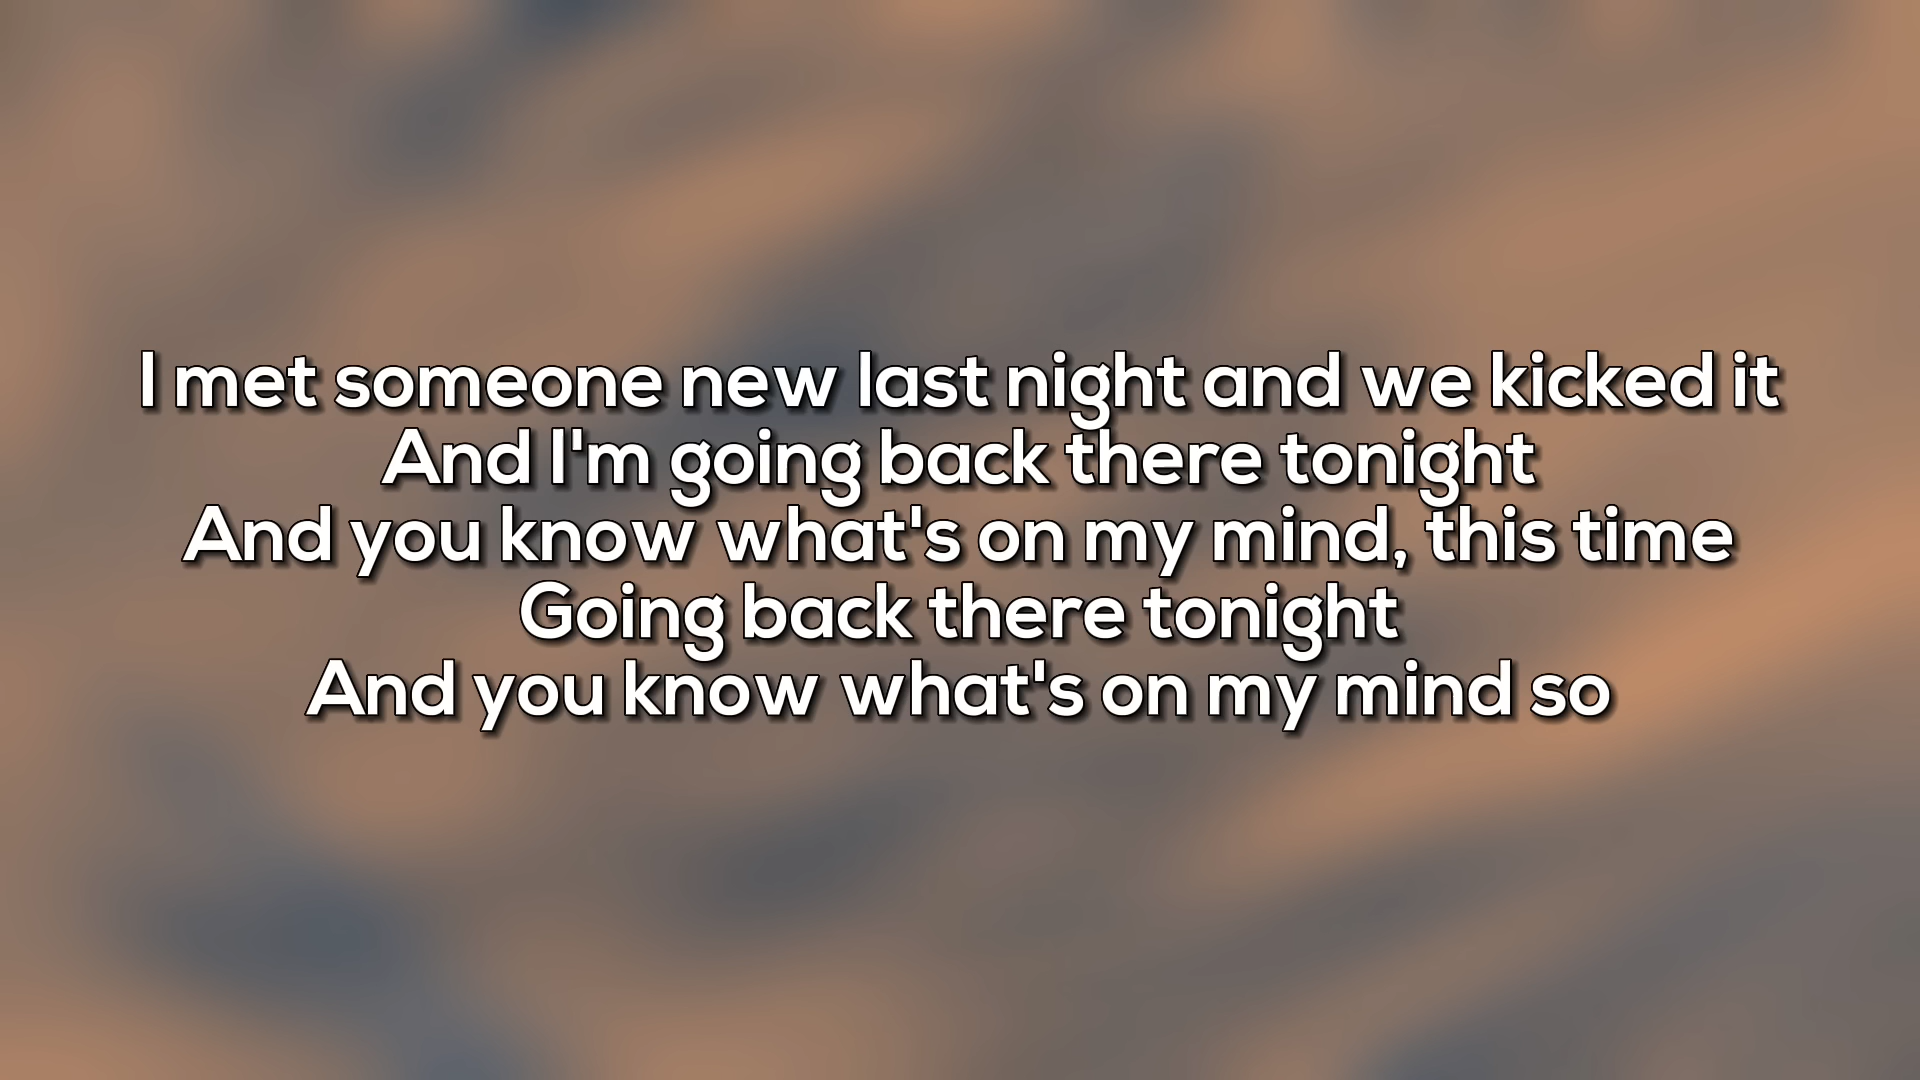 I met someone new last night and we kicked it
And I'm going back there tonight
And you know what's on my mind, this time
Going back there tonight
And you know what's on my mind so